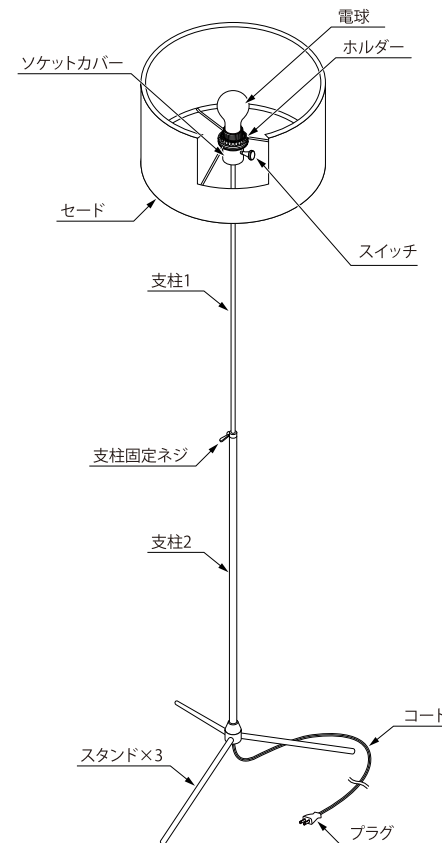 電球
ホルダー
ソケットカバー
セード
スイッチ
支柱1
支柱固定ネジ
支柱2
コード
スタンド×3
プラグ